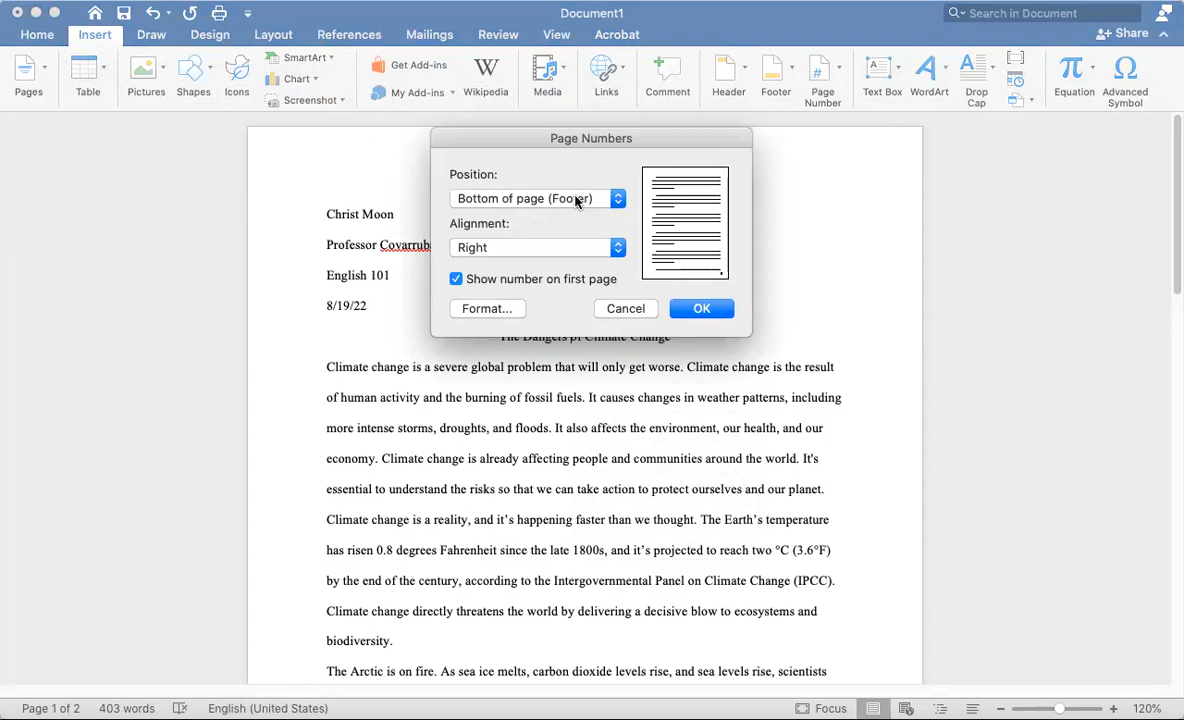 Document1
Search in Document
Home Insert Draw Design Layout References Mailings Review View Acrobat
Share
Pages
Table
Pictures
Shapes
Icons
SmartArt
Chart
Screenshot
Get Add-ins
My Add-ins
Wikipedia
Media
Links
Comment
Header
Footer
Page
Number
Text Box
WordArt
Drop
Cap
Equation
Advanced
Symbol
Page Numbers
Position:
Bottom of page (Footer)
Alignment:
Right
Show number on first page
Format...
Cancel
OK
Christ Moon
Professor Covarrub
English 101
8/19/22
The Dangers of Climate Change
Climate change is a severe global problem that will only get worse. Climate change is the result
of human activity and the burning of fossil fuels. It causes changes in weather patterns, including
more intense storms, droughts, and floods. It also affects the environment, our health, and our
economy. Climate change is already affecting people and communities around the world. It's
essential to understand the risks so that we can take action to protect ourselves and our planet.
Climate change is a reality, and it’s happening faster than we thought. The Earth’s temperature
has risen 0.8 degrees Fahrenheit since the late 1800s, and it’s projected to reach two °C (3.6°F)
by the end of the century, according to the Intergovernmental Panel on Climate Change (IPCC).
Climate change directly threatens the world by delivering a decisive blow to ecosystems and
biodiversity.
The Arctic is on fire. As sea ice melts, carbon dioxide levels rise, and sea levels rise, scientists
Page 1 of 2
403 words
English (United States)
Focus
120%